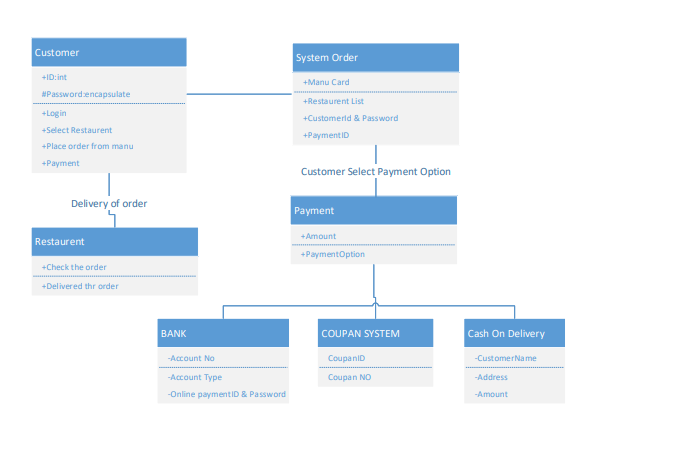 Customer
+ID:int
#Password:encapsulate
+Login
+Select Restaurent
+Place order from manu
+Payment
System Order
+Manu Card
+Restaurent List
+CustomerId & Password
+PaymentID
Customer Select Payment Option
Delivery of order
Payment
+Amount
+PaymentOption
Restaurent
+Check the order
+Delivered thr order
BANK
-Account No
-Account Type
-Online paymentID & Password
COUPAN SYSTEM
CoupanID
Coupan NO
Cash On Delivery
-CustomerName
-Address
-Amount